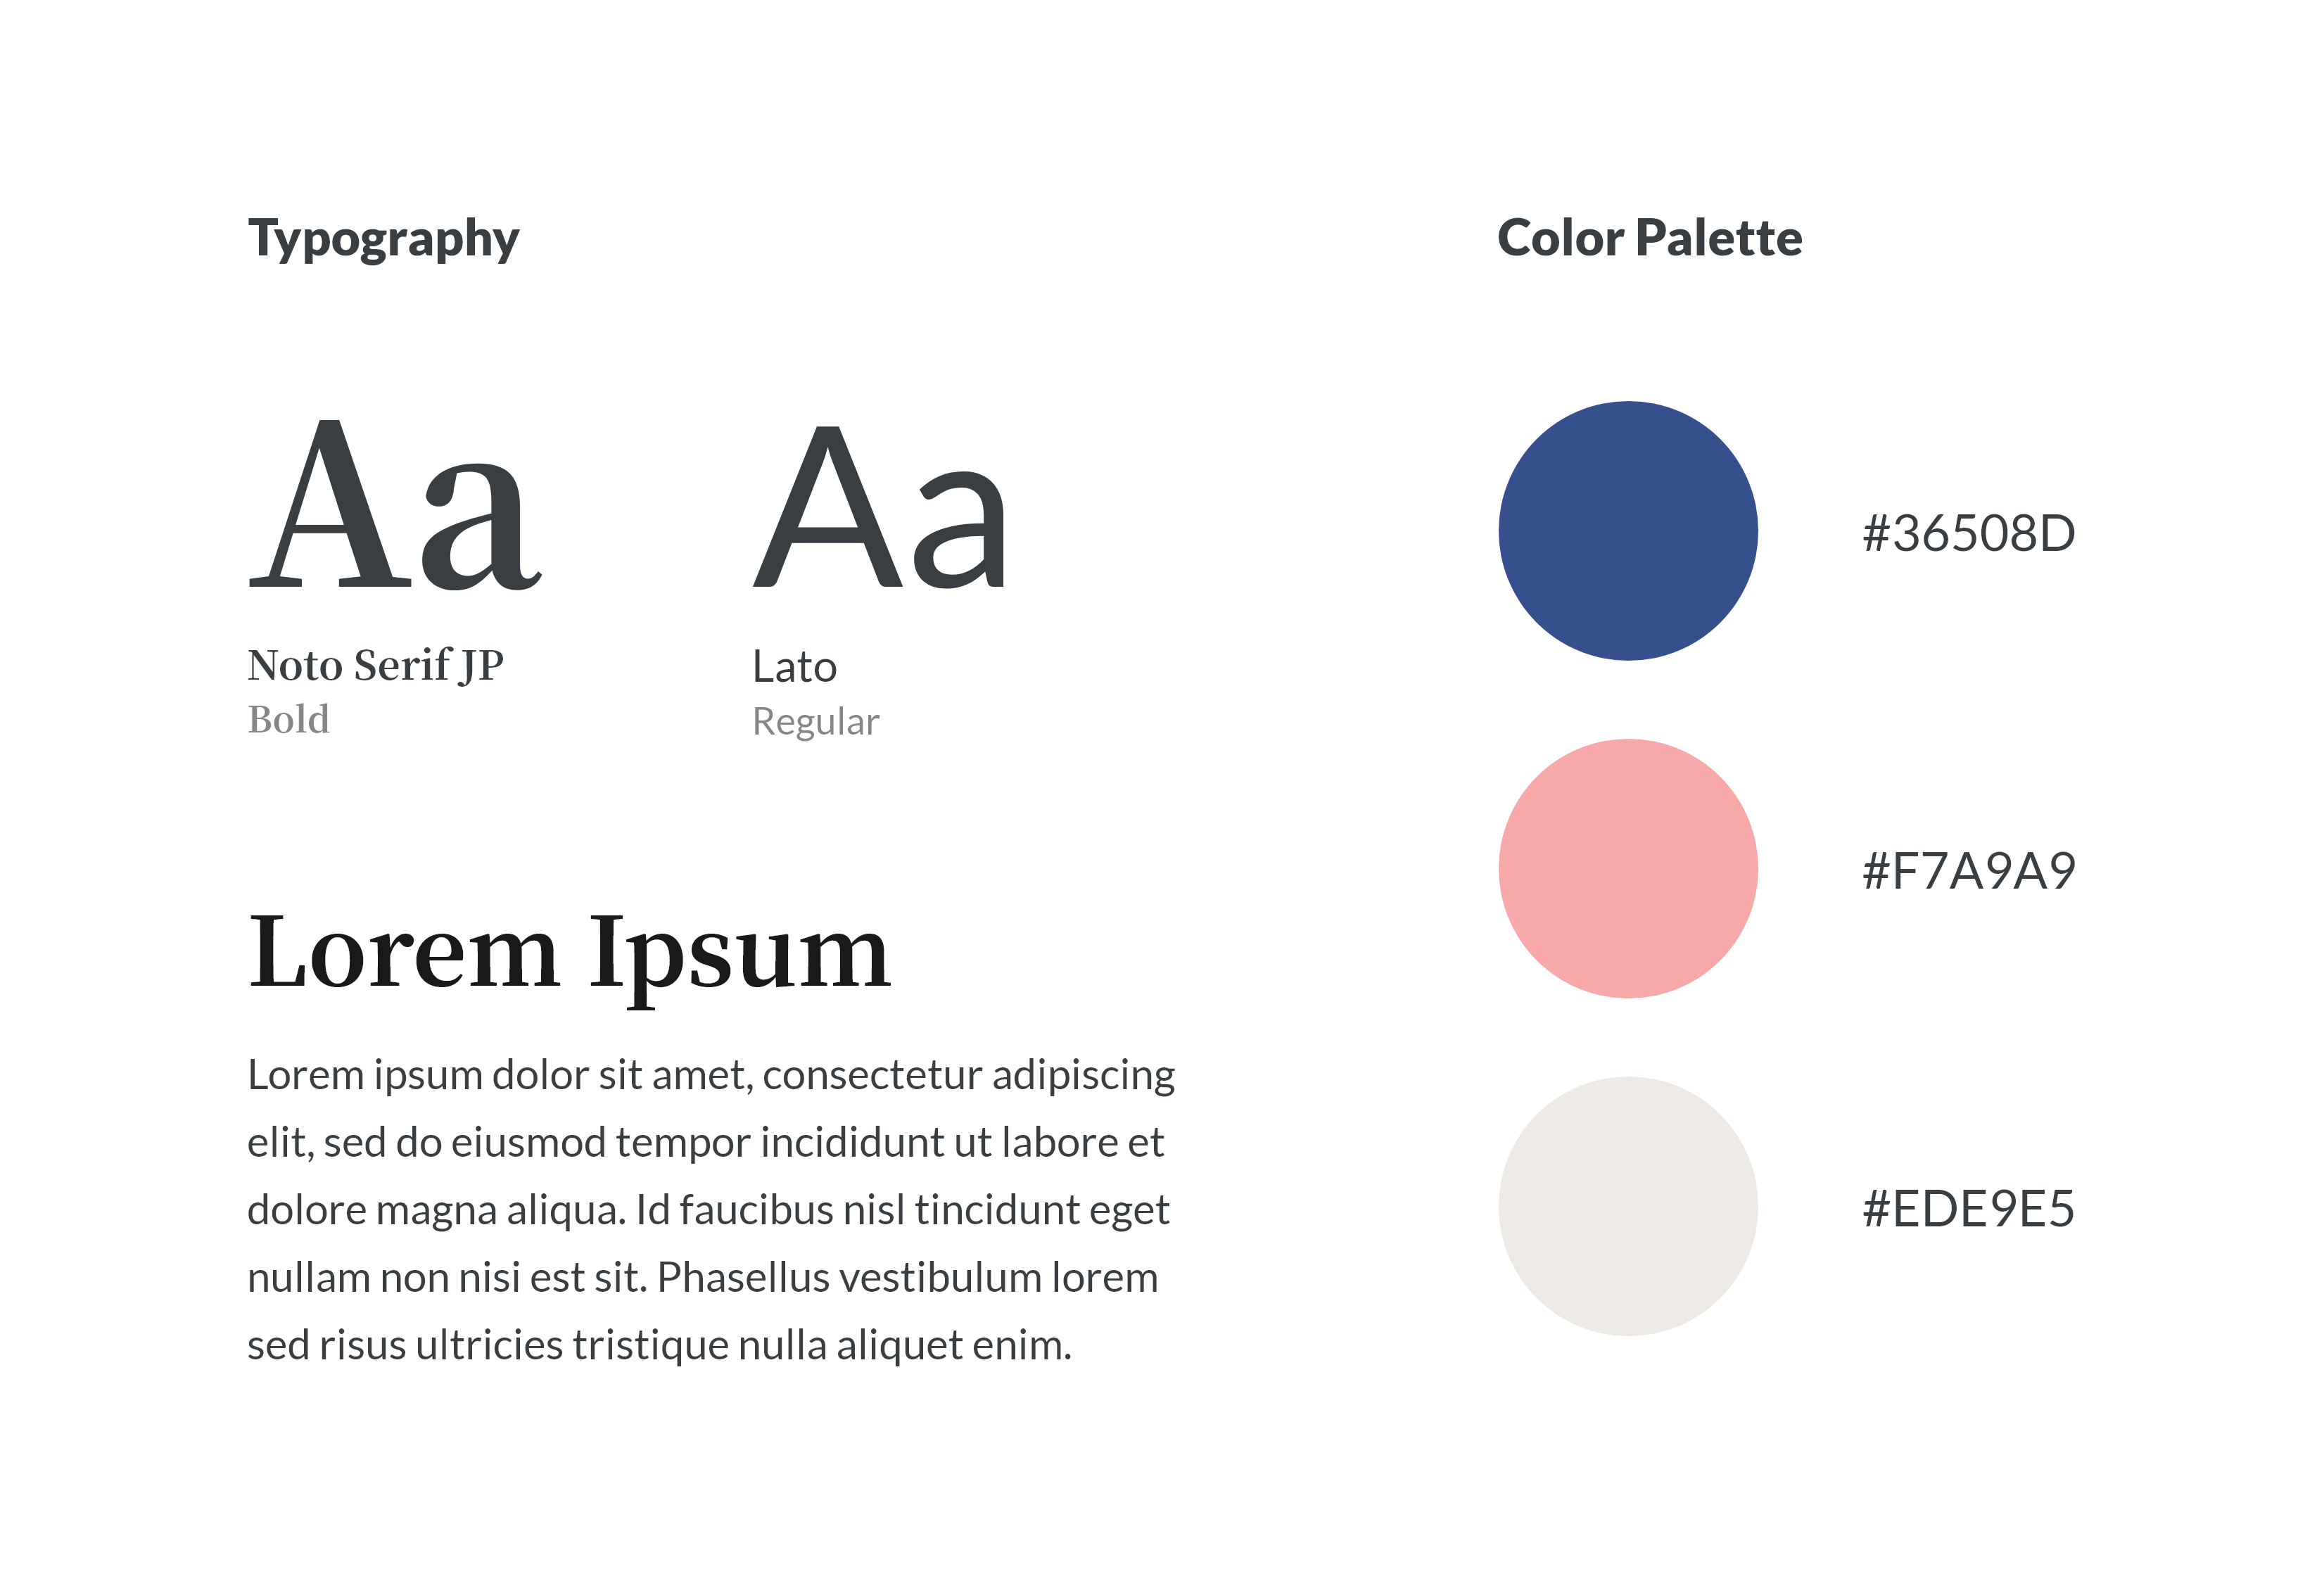 Typography
Aa
Noto Serif JP
Bold
Aa
Lato
Regular
Lorem Ipsum
Lorem ipsum dolor sit amet, consectetur adipiscing
elit, sed do eiusmod tempor incididunt ut labore et
dolore magna aliqua. Id faucibus nisl tincidunt eget
nullam non nisi est sit. Phasellus vestibulum lorem
sed risus ultricies tristique nulla aliquet enim.
Color Palette
#36508D
#F7A9A9
#EDE9E5